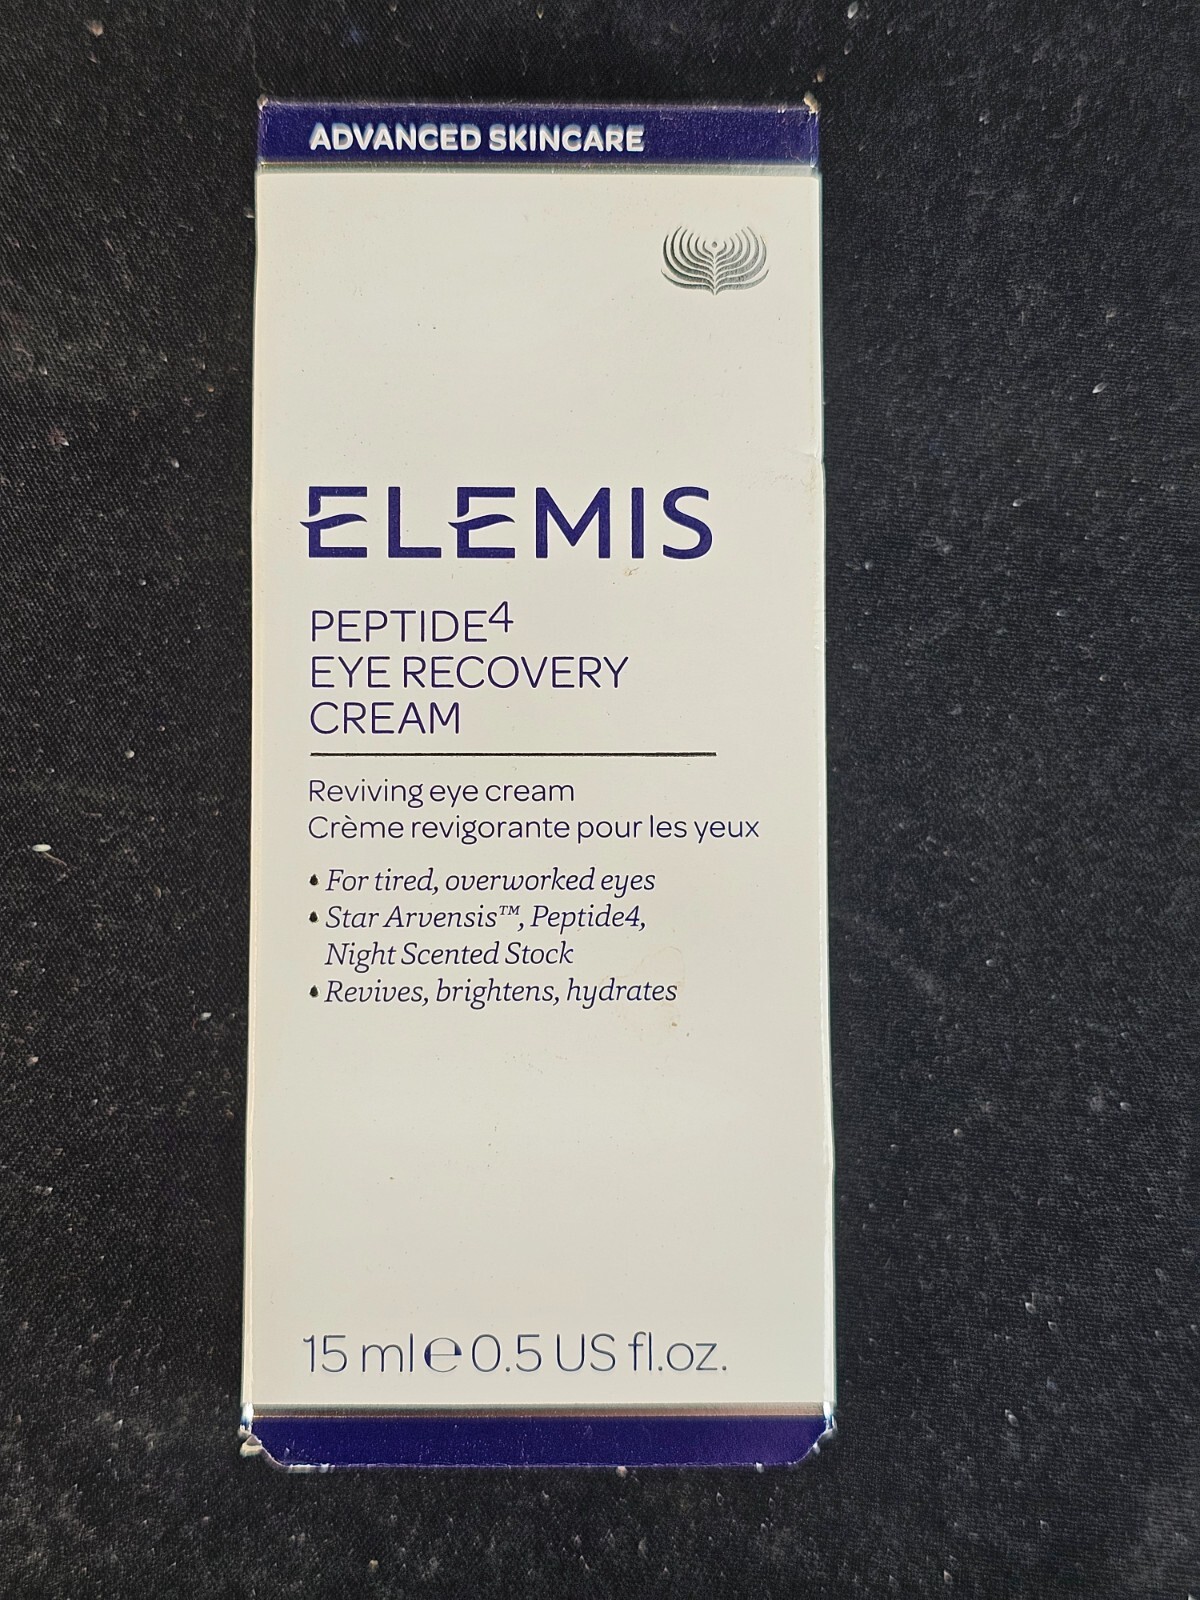 ADVANCED SKINCARE
ELEMIS
PEPTIDE⁴
EYE RECOVERY
CREAM
Reviving eye cream
Crème revigorante pour les yeux
• For tired, overworked eyes
• Star Arvensis™, Peptide4,
Night Scented Stock
• Revives, brightens, hydrates
15 ml ℮ 0.5 US fl.oz.